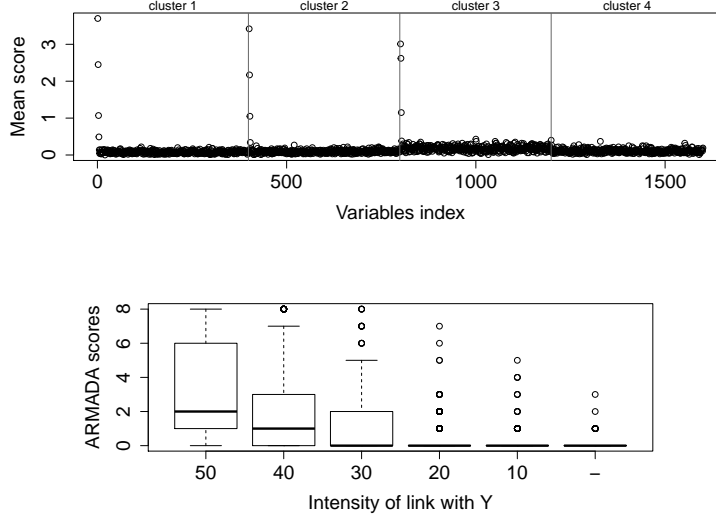 cluster 1 cluster 2 cluster 3 cluster 4
Mean score
3
2
1
0
0 500 1000 1500
Variables index
ARMADA scores
8
6
4
2
0
50 40 30 20 10 –
Intensity of link with Y